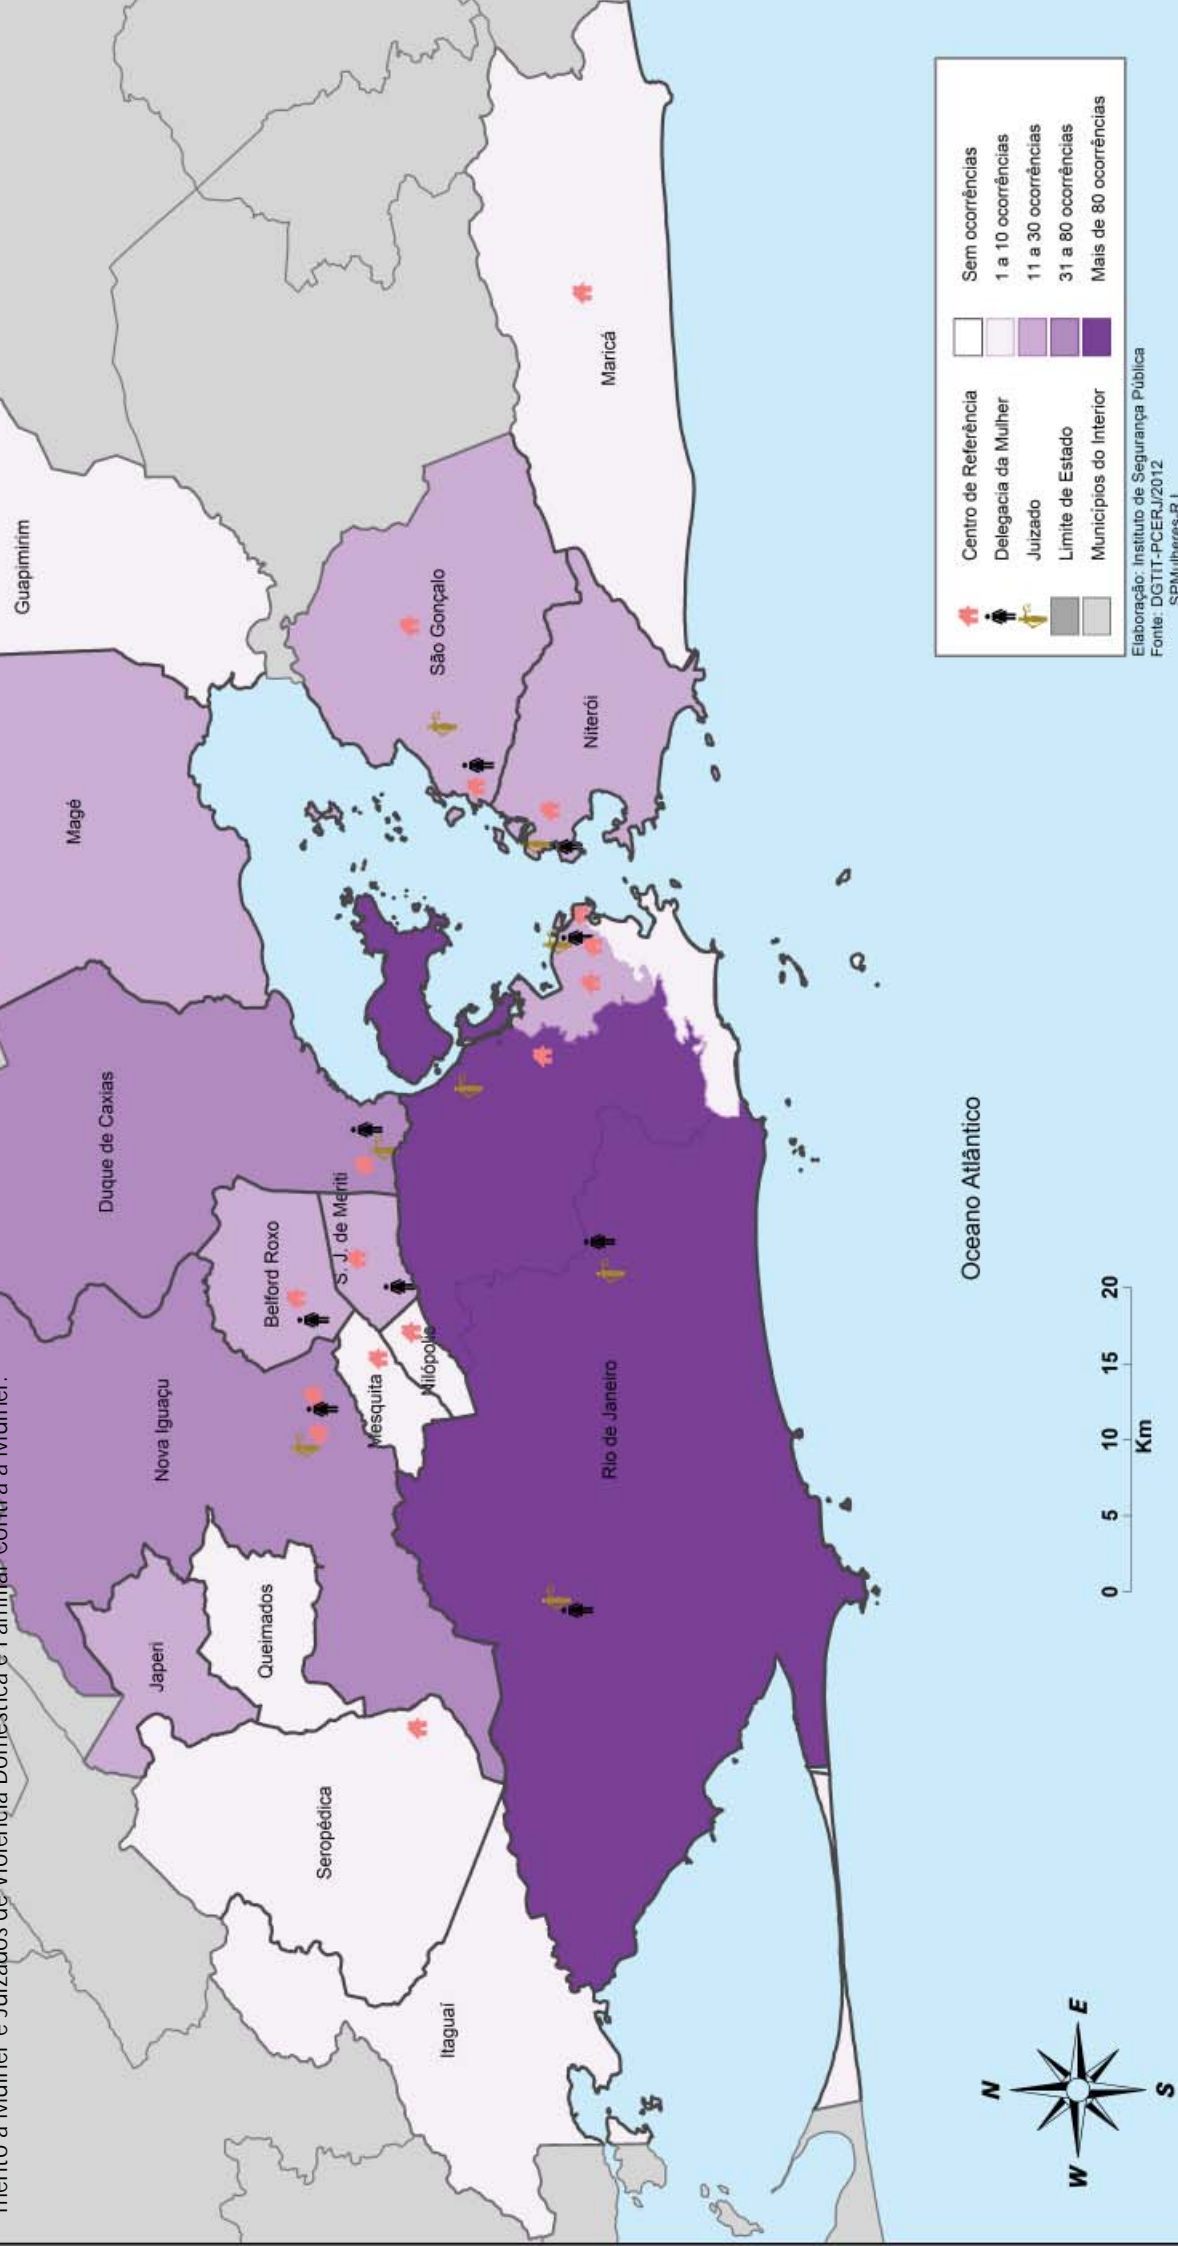 mento à Mulher e Juizados de Violência Doméstica e Familiar contra a Mulher.
Guapimirim
Magé
Duque de Caxias
Nova Iguaçu
Japeri
Queimados
Belford Roxo
S. J. de Meriti
Mesquita
Nilópolis
Seropédica
Itaguaí
São Gonçalo
Niterói
Maricá
Rio de Janeiro
Oceano Atlântico
N
W
E
S
0 5 10 15 20
Km
Centro de Referência
Delegacia da Mulher
Juizado
Limite de Estado
Municípios do Interior
Sem ocorrências
1 a 10 ocorrências
11 a 30 ocorrências
31 a 80 ocorrências
Mais de 80 ocorrências
Elaboração: Instituto de Segurança Pública
Fonte: DGTIT-PCERJ/2012
SPMulheres-RJ